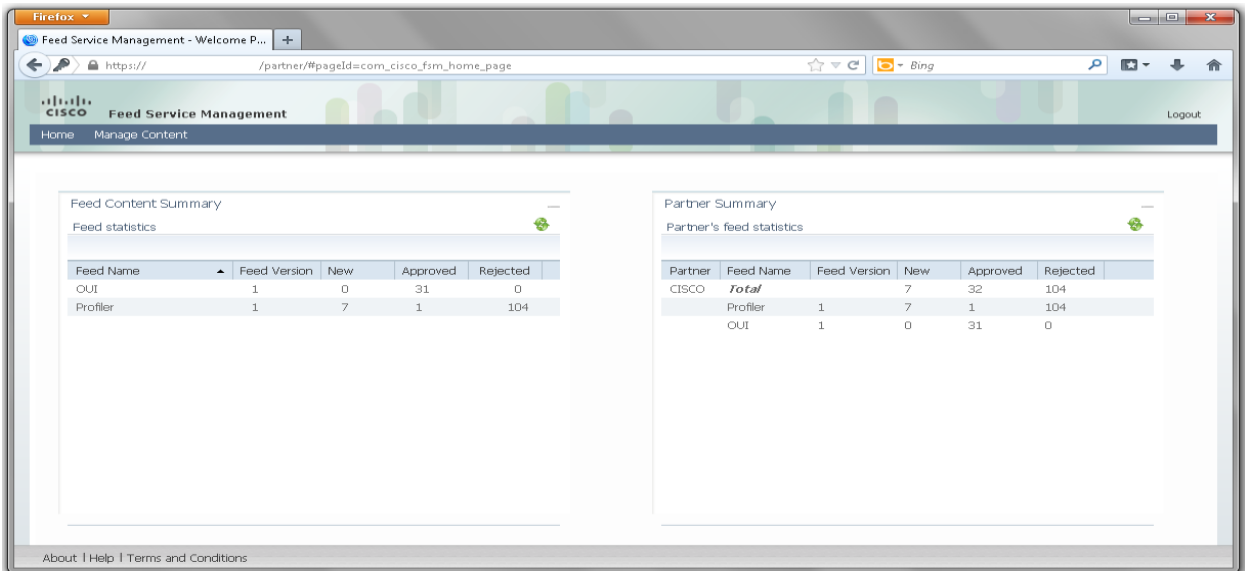 Firefox
Feed Service Management - Welcome P...
https:// /partner/#pageId=com_cisco_fsm_home_page
Bing
CISCO Feed Service Management
Logout
Home Manage Content
Feed Content Summary
Feed statistics
Feed Name Feed Version New Approved Rejected
OUI 1 0 31 0
Profiler 1 7 1 104
Partner Summary
Partner's feed statistics
Partner Feed Name Feed Version New Approved Rejected
CISCO Total 7 32 104
Profiler 1 7 1 104
OUI 1 0 31 0
About | Help | Terms and Conditions